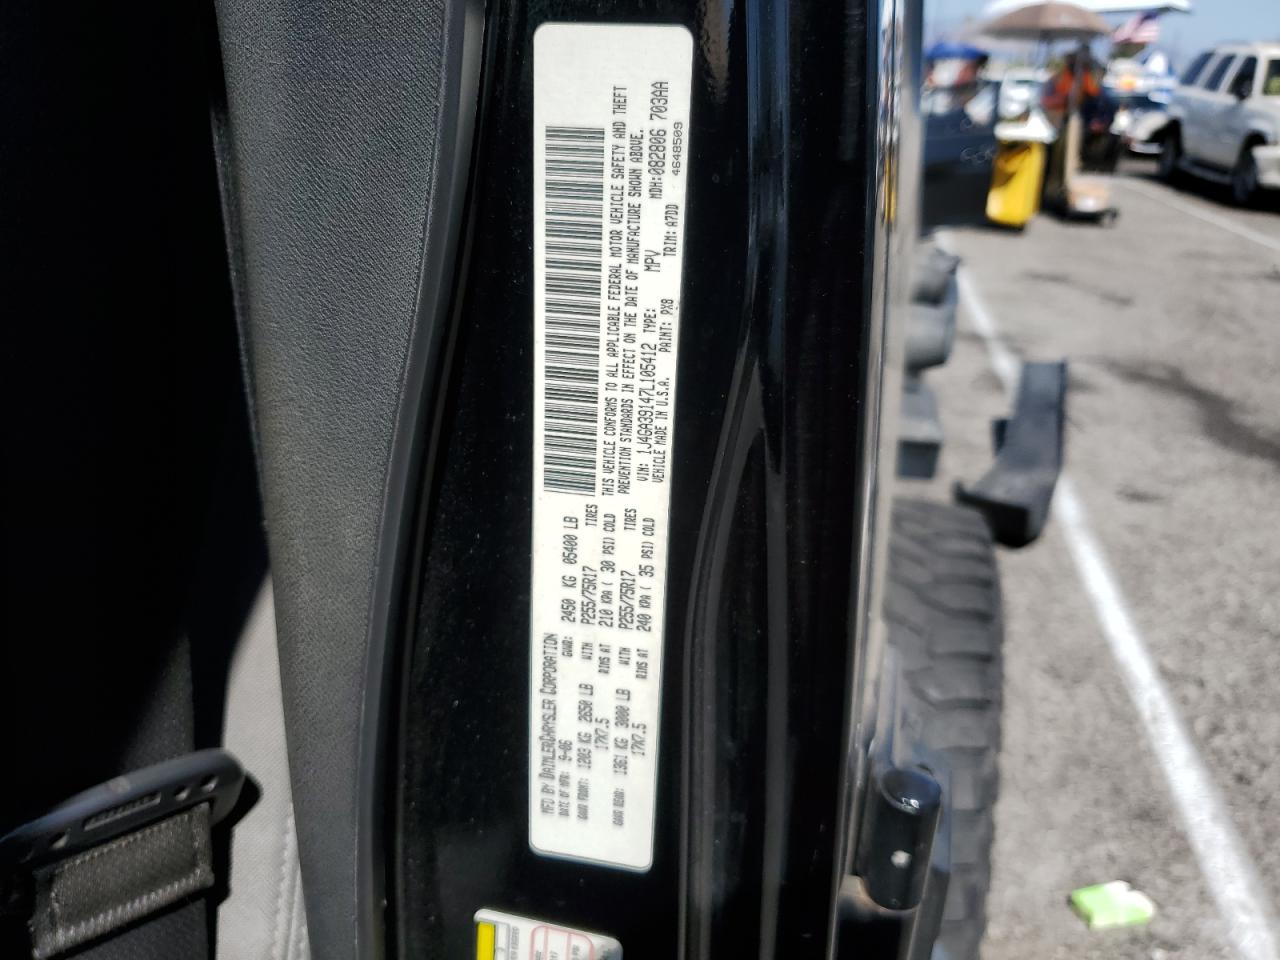 MFD BY DAIMLERCHRYSLER CORPORATION
DATE OF MFR: 9-06 GVWR: 2450 KG 05400 LB
GAWR FRONT: 1203 KG 2650 LB WITH P255/75R17 TIRES
17X7.5 RIMS AT 210 KPA ( 30 PSI) COLD
GAWR REAR: 1361 KG 3000 LB WITH P255/75R17 TIRES
17X7.5 RIMS AT 240 KPA ( 35 PSI) COLD
THIS VEHICLE CONFORMS TO ALL APPLICABLE FEDERAL MOTOR VEHICLE SAFETY AND THEFT
PREVENTION STANDARDS IN EFFECT ON THE DATE OF MANUFACTURE SHOWN ABOVE.
VIN: 1J4GA39147L105412 TYPE: MPV MDH:082806 703AA
VEHICLE MADE IN U.S.A. PAINT: PX8 TRIM: A7DD
4648509